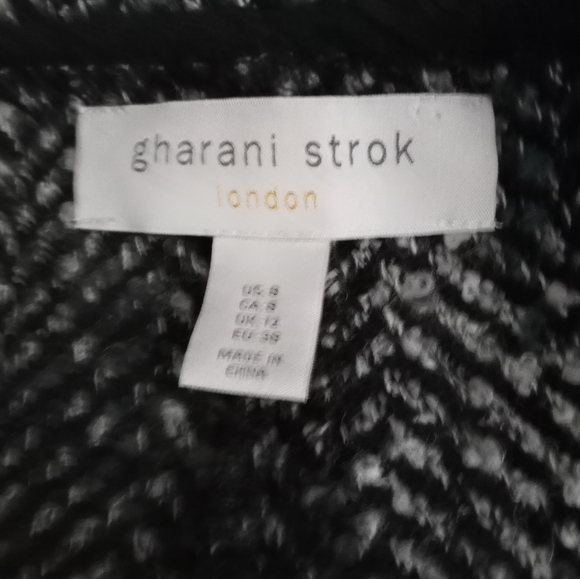 gharani strok
london
US 8
CA 8
UK 12
EU 38
MADE IN
CHINA